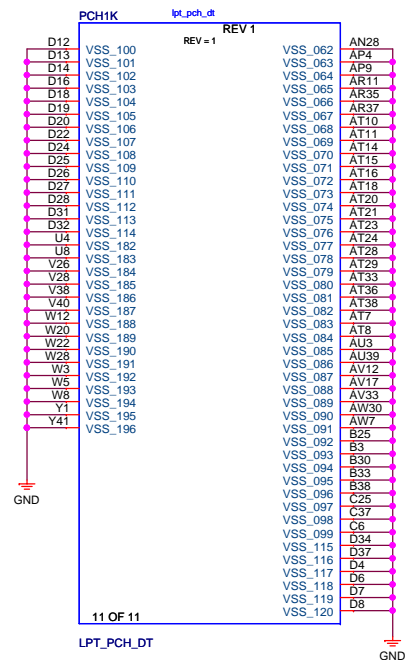 PCH1K lpt_pch_dt
REV 1
REV = 1
D12 VSS_100 VSS_062 AN28
D13 VSS_101 VSS_063 AP4
D14 VSS_102 VSS_064 AP9
D16 VSS_103 VSS_065 AR11
D18 VSS_104 VSS_066 AR35
D19 VSS_105 VSS_067 AR37
D20 VSS_106 VSS_068 AT10
D22 VSS_107 VSS_069 AT11
D24 VSS_108 VSS_070 AT14
D25 VSS_109 VSS_071 AT15
D26 VSS_110 VSS_072 AT16
D27 VSS_111 VSS_073 AT18
D28 VSS_112 VSS_074 AT20
D31 VSS_113 VSS_075 AT21
D32 VSS_114 VSS_076 AT23
U4 VSS_182 VSS_077 AT24
U8 VSS_183 VSS_078 AT28
V26 VSS_184 VSS_079 AT29
V28 VSS_185 VSS_080 AT33
V38 VSS_186 VSS_081 AT36
V40 VSS_187 VSS_082 AT38
W12 VSS_188 VSS_083 AT7
W20 VSS_189 VSS_084 AT8
W22 VSS_190 VSS_085 AU3
W28 VSS_191 VSS_086 AU39
W3 VSS_192 VSS_087 AV12
W5 VSS_193 VSS_088 AV17
W8 VSS_194 VSS_089 AV33
Y1 VSS_195 VSS_090 AW30
Y41 VSS_196 VSS_091 AW7
VSS_092 B25
VSS_093 B3
VSS_094 B30
VSS_095 B33
VSS_096 B38
VSS_097 C25
GND VSS_098 C37
VSS_099 C6
VSS_115 D34
VSS_116 D37
VSS_117 D4
VSS_118 D6
VSS_119 D7
VSS_120 D8
11 OF 11
LPT_PCH_DT
GND